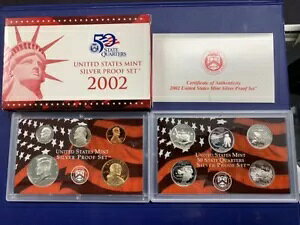 50
STATE
QUARTERS
UNITED STATES MINT
SILVER PROOF SET
2002
Certificate of Authenticity
2002 United States Mint Silver Proof Set
UNITED STATES MINT
SILVER PROOF SET
UNITED STATES MINT
50 STATE QUARTERS
SILVER PROOF SET